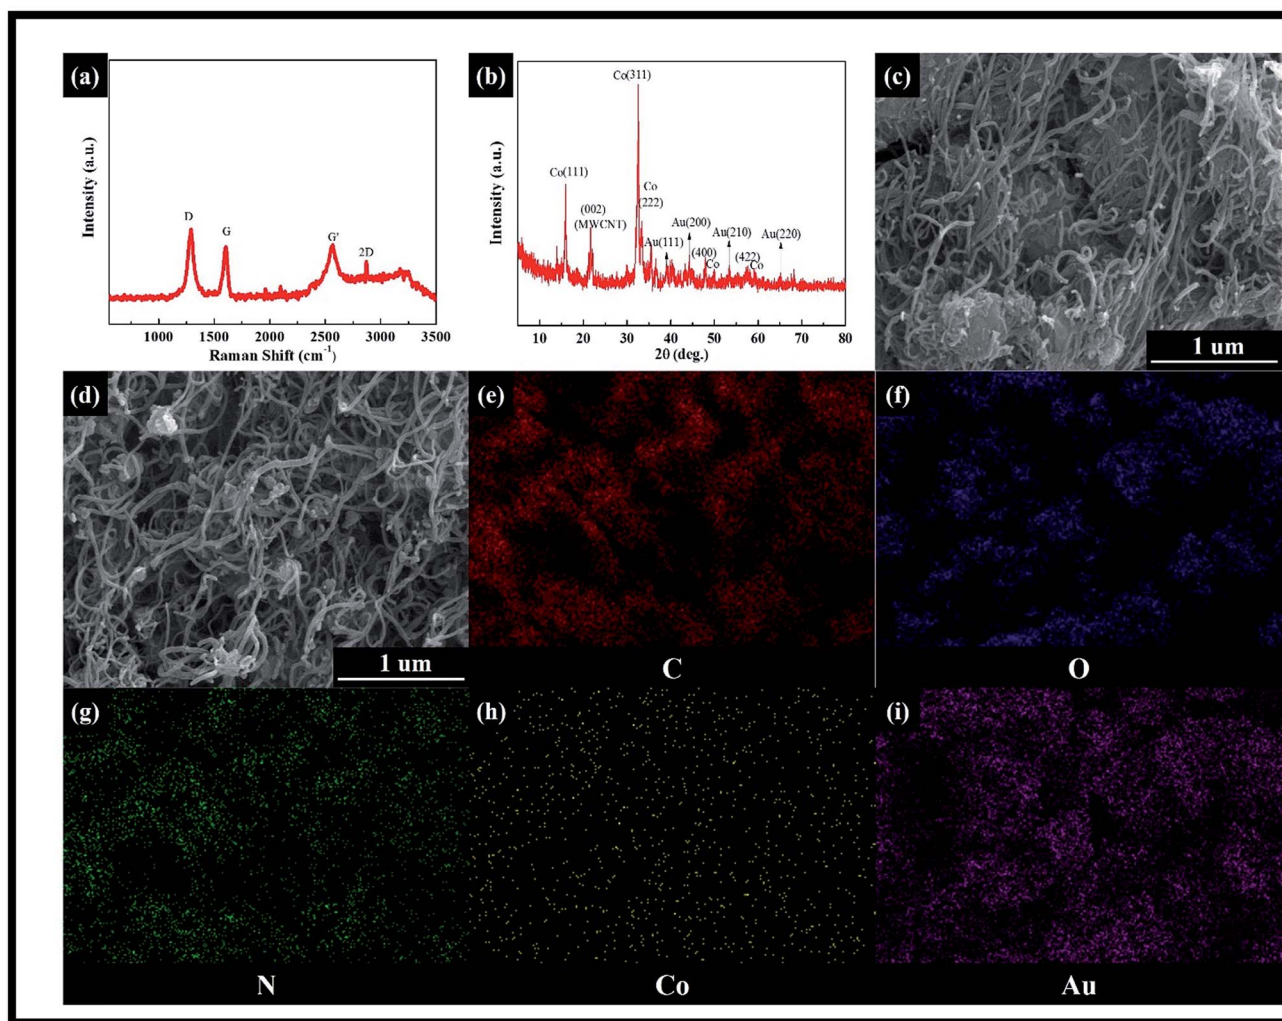 (a)
Intensity (a.u.)
D
G
G'
2D
1000 1500 2000 2500 3000 3500
Raman Shift (cm⁻¹)
(b)
Intensity (a.u.)
Co(311)
Co(111)
(002)
(MWCNT)
Co
(222)
Au(111)
Au(200)
(400)
Co
Au(210)
(422)
Co
Au(220)
10 20 30 40 50 60 70 80
2θ (deg.)
(c)
1 um
(d)
1 um
(e)
C
(f)
O
(g)
N
(h)
Co
(i)
Au